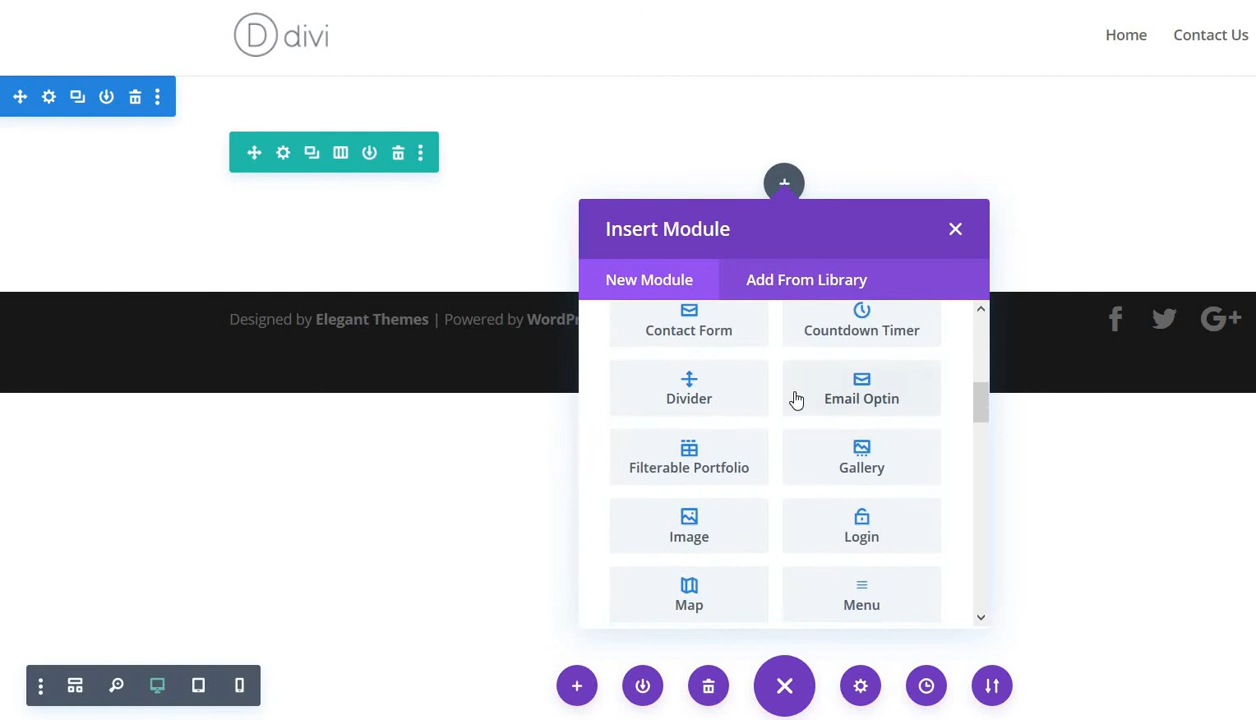 divi
Home Contact Us
Insert Module
New Module Add From Library
Designed by Elegant Themes | Powered by WordPr
Contact Form Countdown Timer
Divider Email Optin
Filterable Portfolio Gallery
Image Login
Map Menu